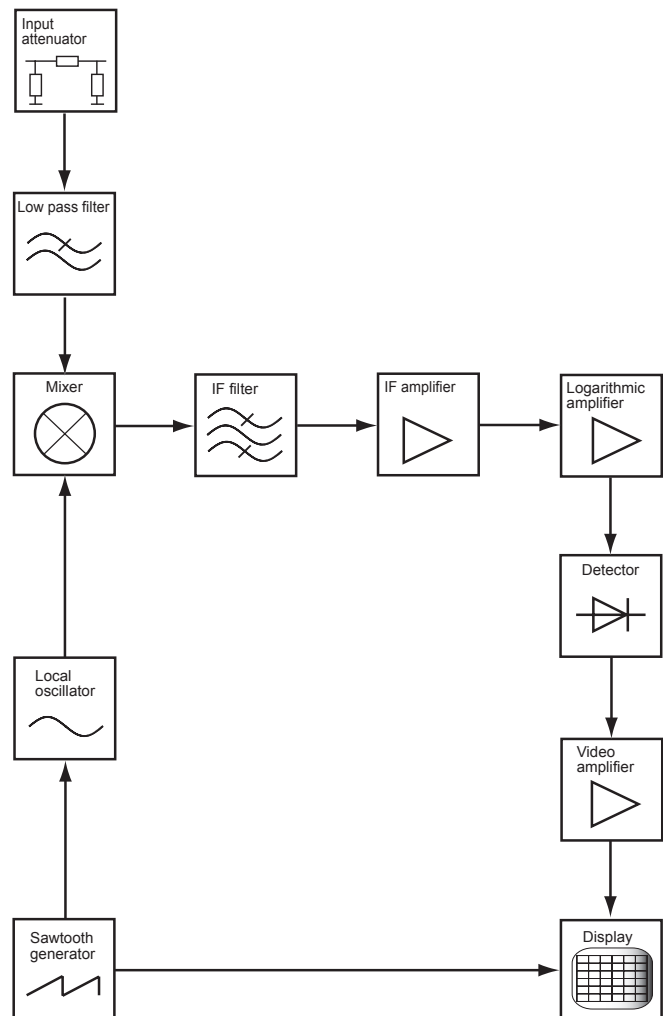 Input
attenuator
Low pass filter
Mixer
IF filter
IF amplifier
Logarithmic
amplifier
Detector
Local
oscillator
Video
amplifier
Sawtooth
generator
Display